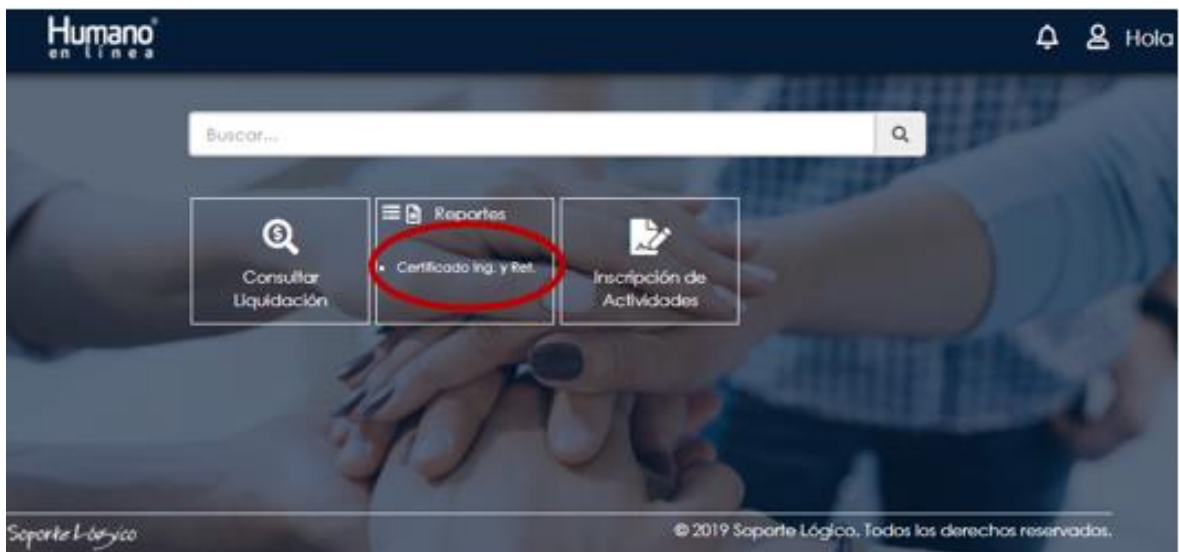 Humano®
en línea
Hola
Buscar...
Consultar
Liquidación
Reportes
• Certificado Ing. y Ret.
Inscripción de
Actividades
Soporte Lógico
© 2019 Soporte Lógico. Todos los derechos reservados.